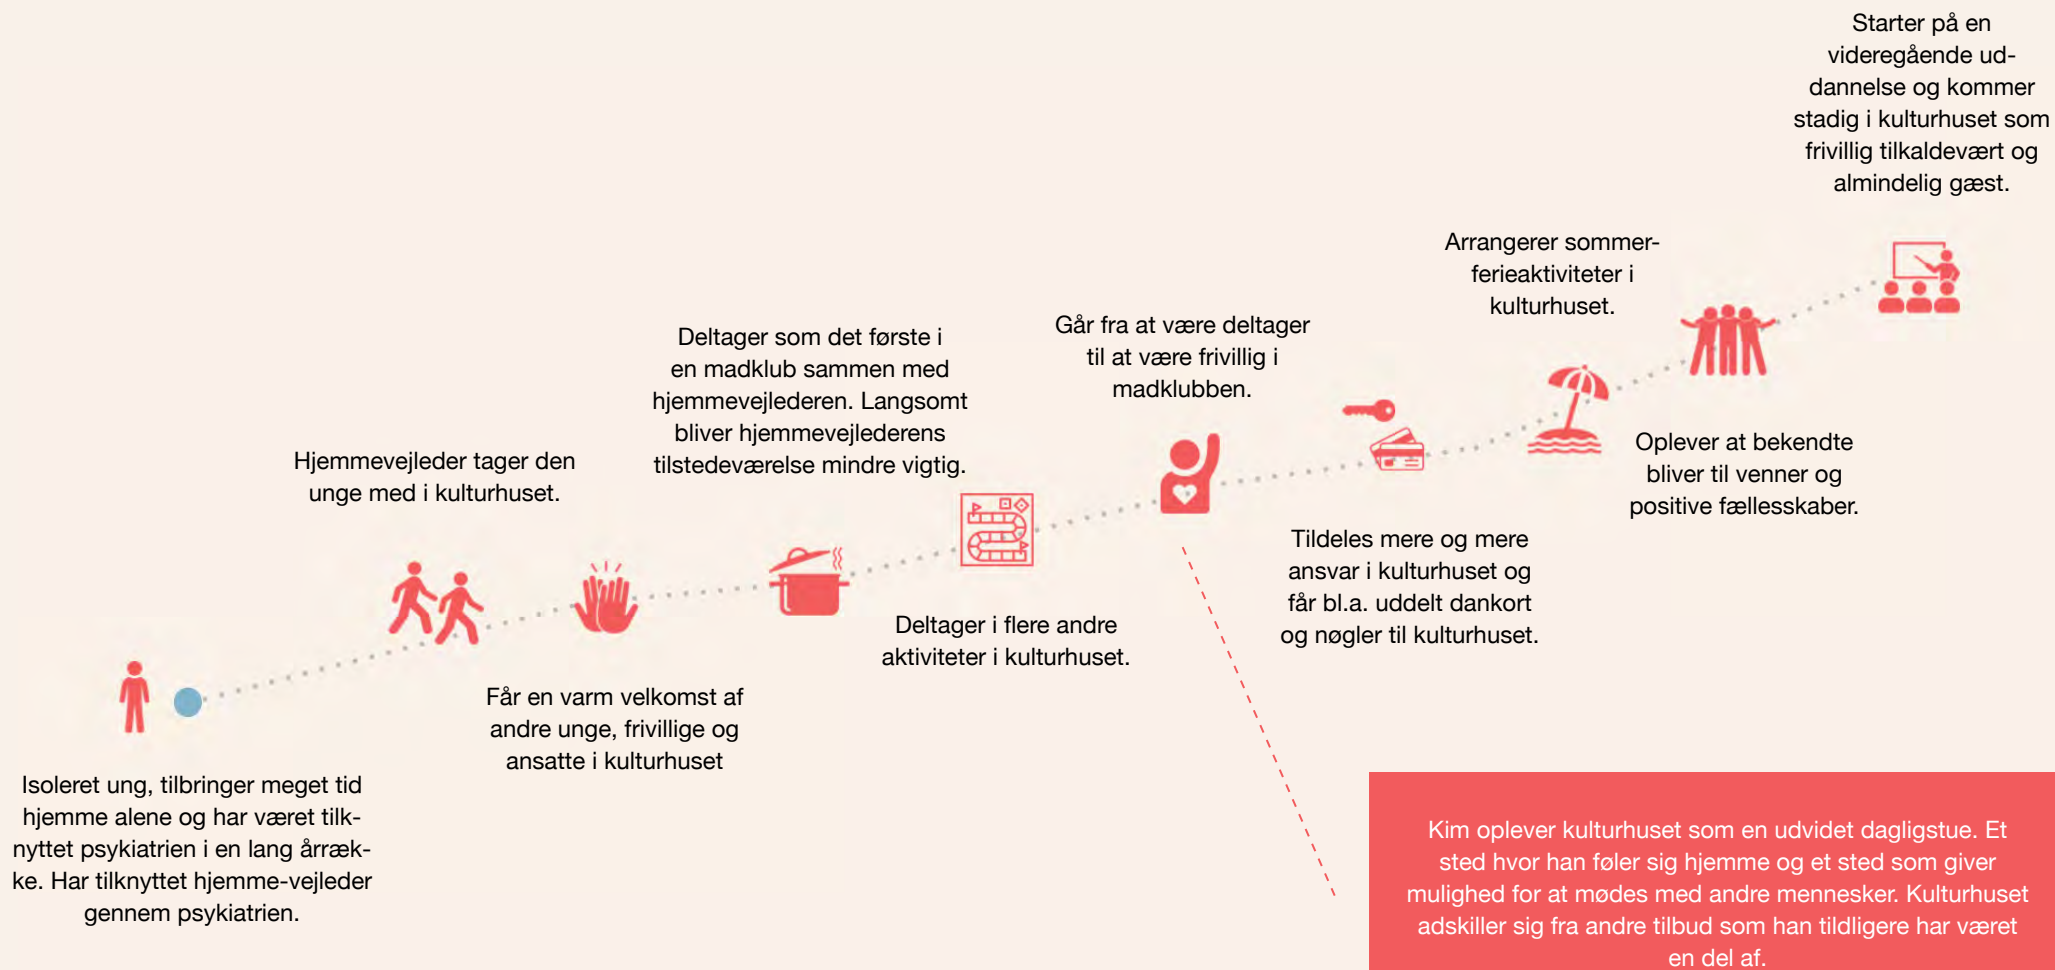 Isoleret ung, tilbringer meget tid
hjemme alene og har været tilk-
nyttet psykiatrien i en lang årræk-
ke. Har tilknyttet hjemme-vejleder
gennem psykiatrien.
Hjemmevejleder tager den
unge med i kulturhuset.
Får en varm velkomst af
andre unge, frivillige og
ansatte i kulturhuset
Deltager som det første i
en madklub sammen med
hjemmevejlederen. Langsomt
bliver hjemmevejlederens
tilstedeværelse mindre vigtig.
Deltager i flere andre
aktiviteter i kulturhuset.
Går fra at være deltager
til at være frivillig i
madklubben.
Tildeles mere og mere
ansvar i kulturhuset og
får bl.a. uddelt dankort
og nøgler til kulturhuset.
Arrangerer sommer-
ferieaktiviteter i
kulturhuset.
Oplever at bekendte
bliver til venner og
positive fællesskaber.
Starter på en
videregående ud-
dannelse og kommer
stadig i kulturhuset som
frivillig tilkaldevært og
almindelig gæst.
Kim oplever kulturhuset som en udvidet dagligstue. Et
sted hvor han føler sig hjemme og et sted som giver
mulighed for at mødes med andre mennesker. Kulturhuset
adskiller sig fra andre tilbud som han tildligere har været
en del af.